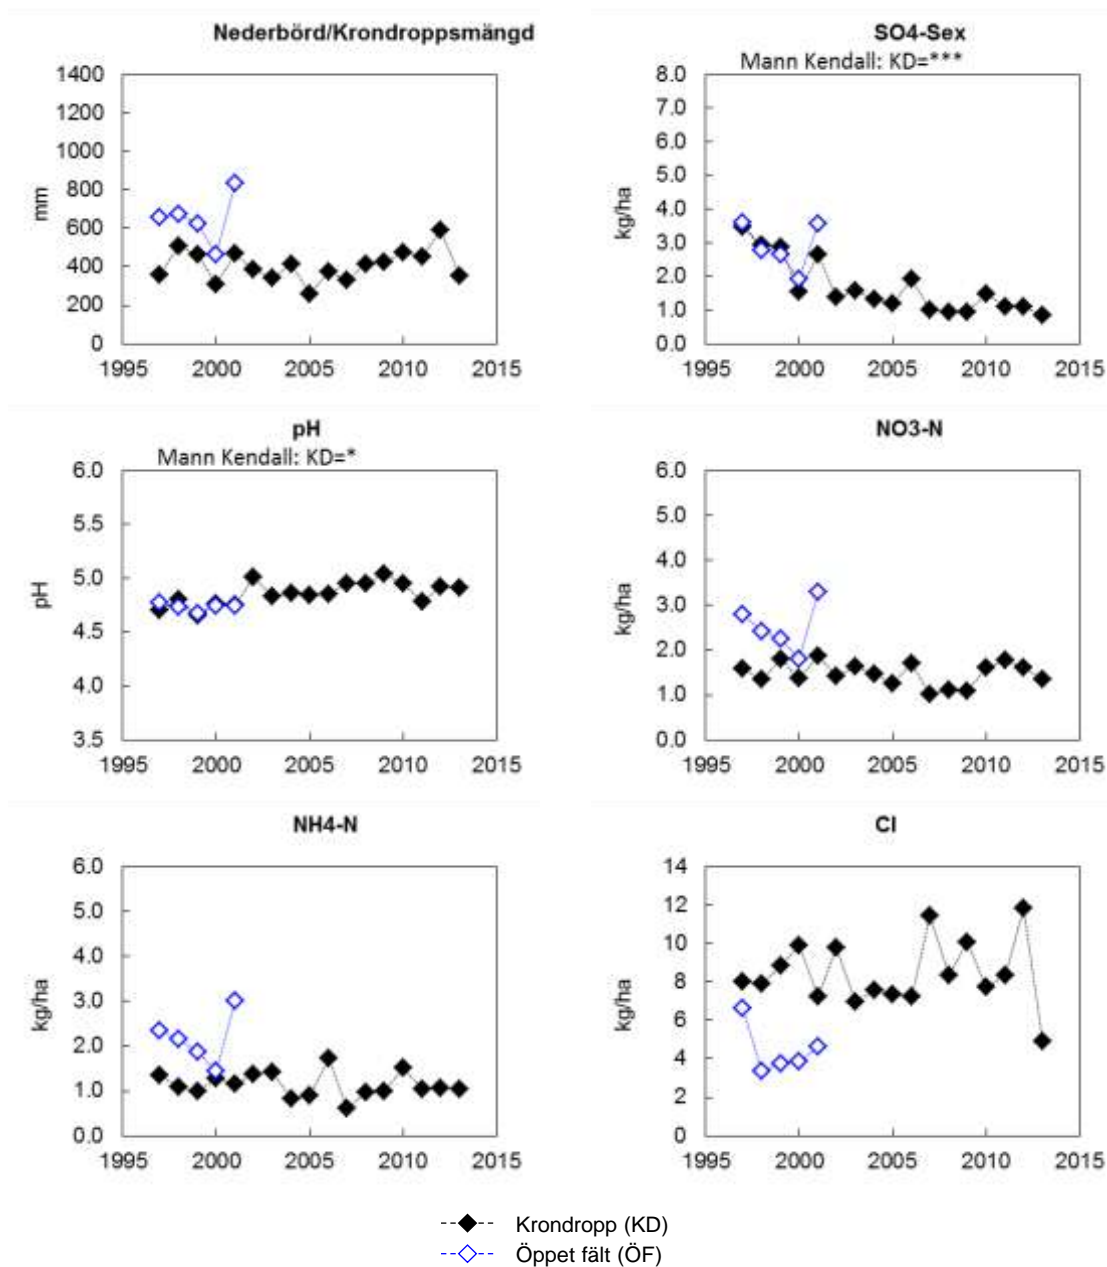 Nederbörd/Krondroppsmängd
1400
1200
1000
800
600
400
200
0
mm
1995 2000 2005 2010 2015
SO4-Sex
Mann Kendall: KD=***
8.0
7.0
6.0
5.0
4.0
3.0
2.0
1.0
0.0
kg/ha
1995 2000 2005 2010 2015
pH
Mann Kendall: KD=*
6.0
5.5
5.0
4.5
4.0
3.5
pH
1995 2000 2005 2010 2015
NO3-N
6.0
5.0
4.0
3.0
2.0
1.0
0.0
kg/ha
1995 2000 2005 2010 2015
NH4-N
6.0
5.0
4.0
3.0
2.0
1.0
0.0
kg/ha
1995 2000 2005 2010 2015
Cl
14
12
10
8
6
4
2
0
kg/ha
1995 2000 2005 2010 2015
Krondropp (KD)
Öppet fält (ÖF)